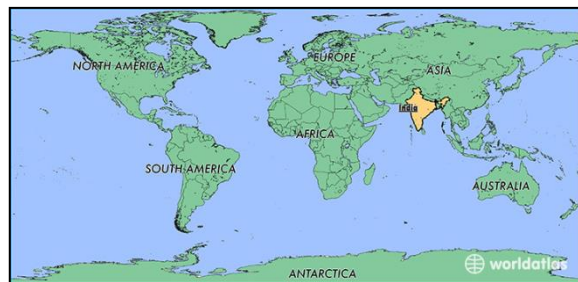 NORTH AMERICA
EUROPE
ASIA
India
AFRICA
SOUTH AMERICA
AUSTRALIA
ANTARCTICA
worldatlas